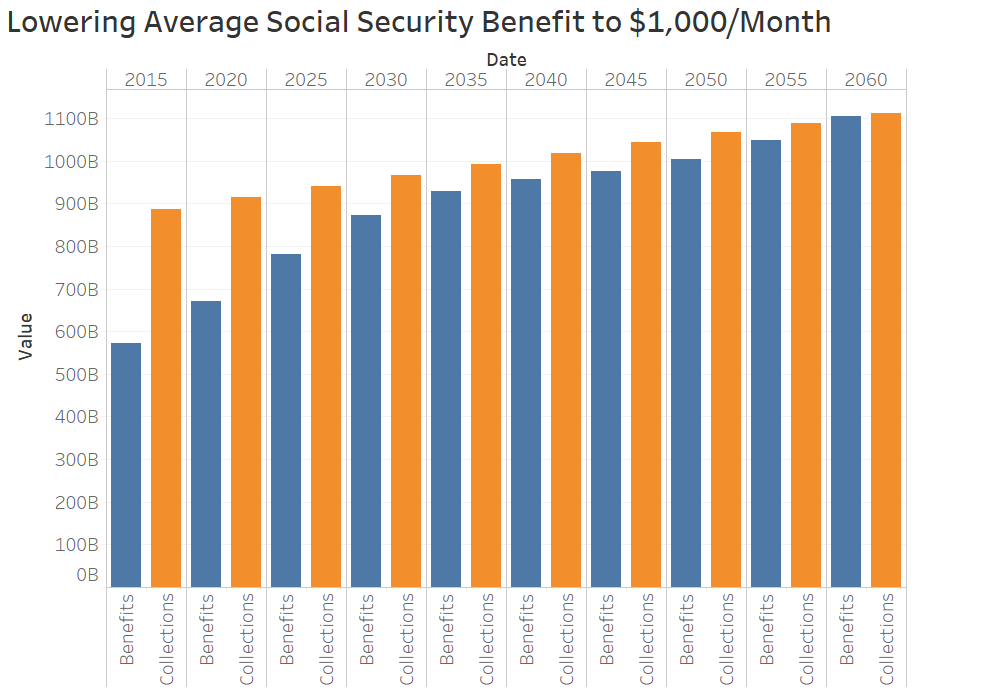 Lowering Average Social Security Benefit to $1,000/Month
Date
2015 2020 2025 2030 2035 2040 2045 2050 2055 2060
1100B
1000B
900B
800B
700B
600B
500B
400B
300B
200B
100B
0B
Value
Benefits Collections Benefits Collections Benefits Collections Benefits Collections Benefits Collections Benefits Collections Benefits Collections Benefits Collections Benefits Collections Benefits Collections